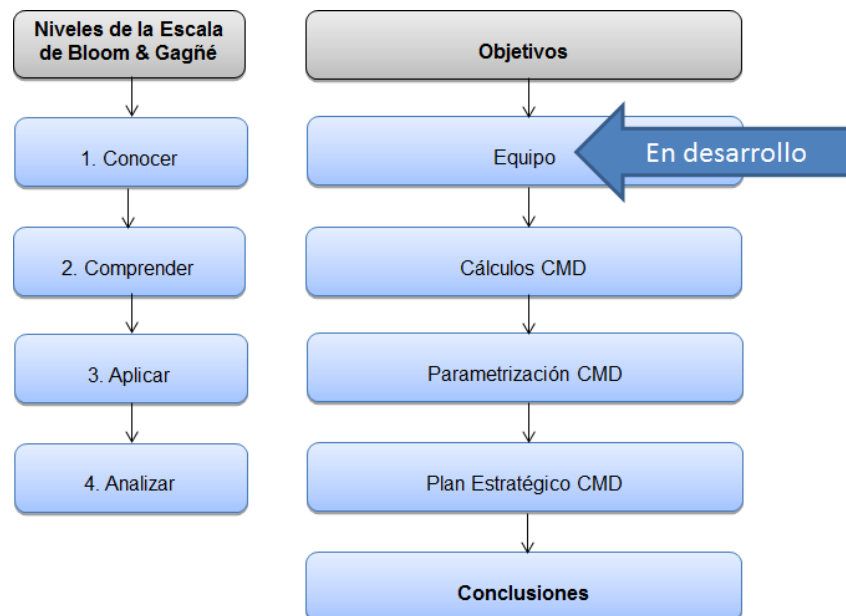 Niveles de la Escala
de Bloom & Gagñé
1. Conocer
2. Comprender
3. Aplicar
4. Analizar
Objetivos
Equipo
En desarrollo
Cálculos CMD
Parametrización CMD
Plan Estratégico CMD
Conclusiones